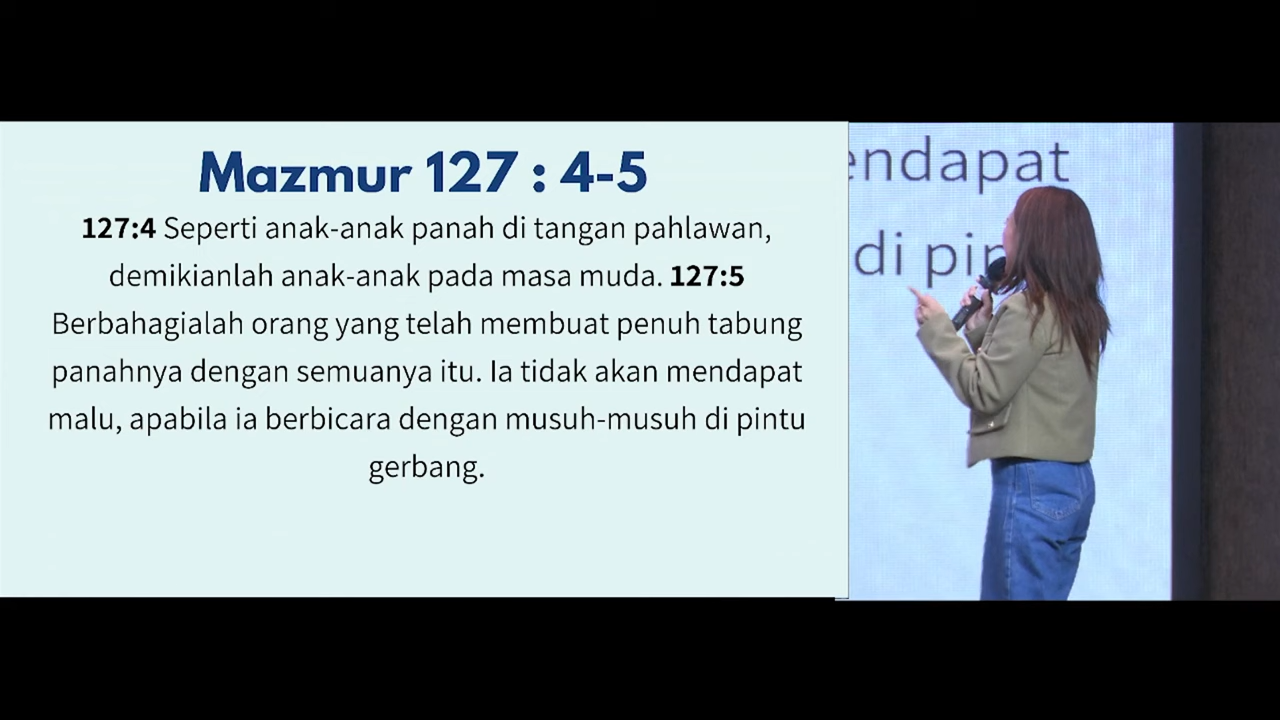 Mazmur 127 : 4-5
127:4 Seperti anak-anak panah di tangan pahlawan,
demikianlah anak-anak pada masa muda. 127:5
Berbahagialah orang yang telah membuat penuh tabung
panahnya dengan semuanya itu. Ia tidak akan mendapat
malu, apabila ia berbicara dengan musuh-musuh di pintu
gerbang.
endapat
di pin